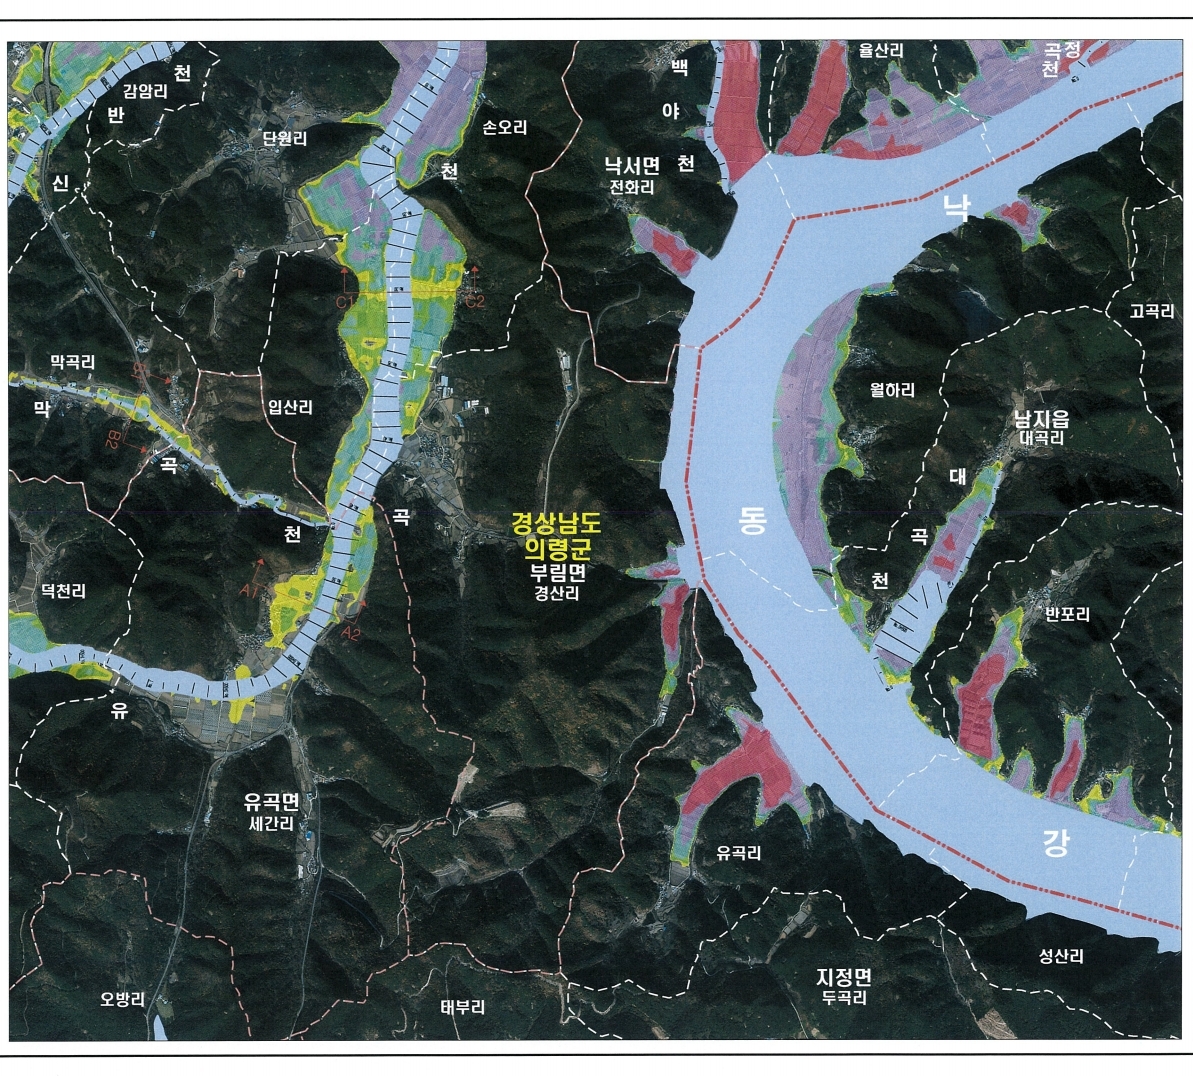 율산리
곡정
천
천
감암리
반
백
야
천
단원리
손오리
천
신
낙서면
전화리
낙
C1
C2
고곡리
막곡리
막
입산리
월하리
남지읍
대곡리
B2
곡
대
곡
천
천
곡
동
경상남도
의령군
부림면
경산리
덕천리
A1
A2
반포리
유
유곡면
세간리
유곡리
강
성산리
지정면
두곡리
오방리
태부리